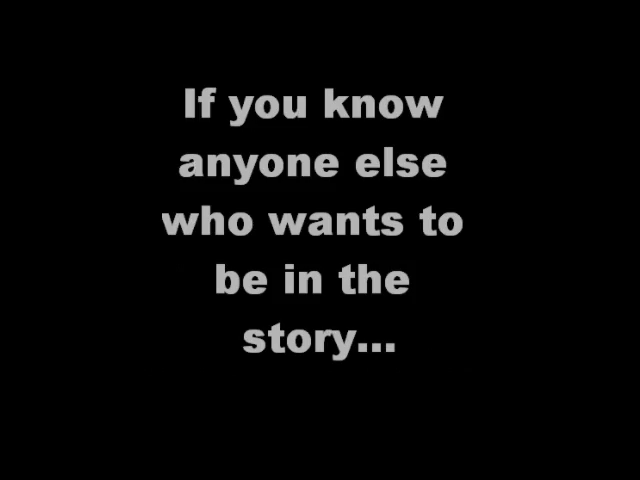 If you know
anyone else
who wants to
be in the
story...